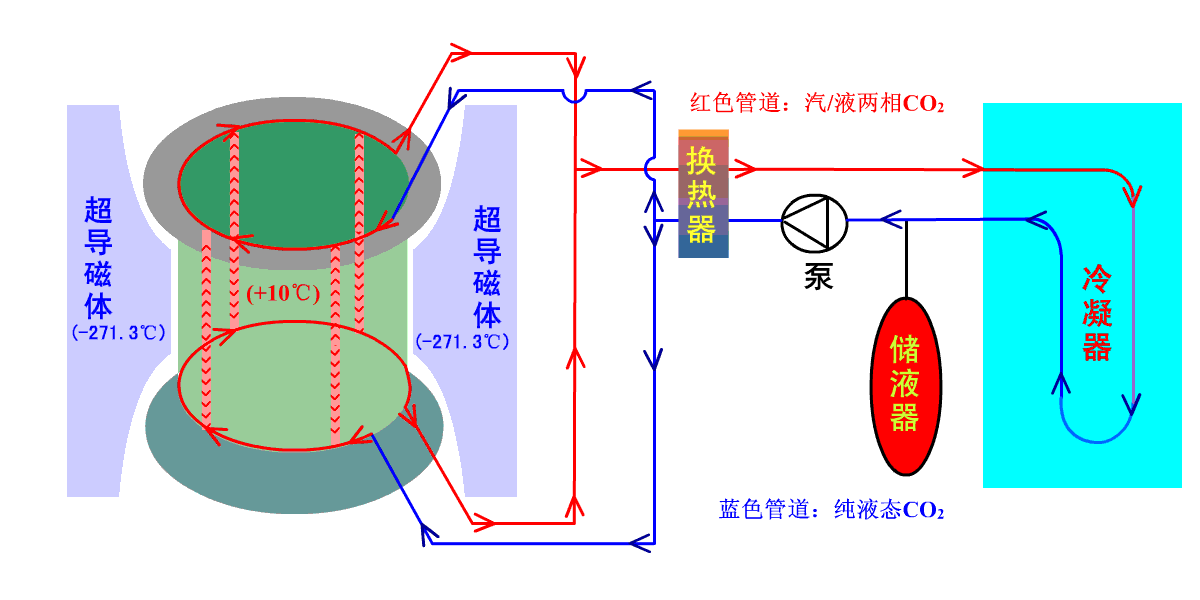 红色管道：汽/液两相CO₂
换热器
超导磁体
(-271.3℃)
超导磁体
(-271.3℃)
(+10℃)
泵
冷凝器
储液器
蓝色管道：纯液态CO₂